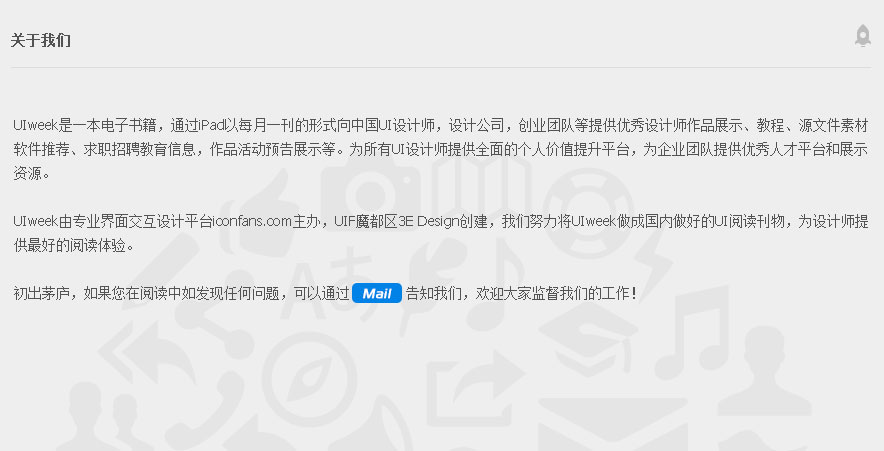 关于我们
UIweek是一本电子书籍，通过iPad以每月一刊的形式向中国UI设计师，设计公司，创业团队等提供优秀设计师作品展示、教程、源文件素材
软件推荐、求职招聘教育信息，作品活动预告展示等。为所有UI设计师提供全面的个人价值提升平台，为企业团队提供优秀人才平台和展示
资源。
UIweek由专业界面交互设计平台iconfans.com主办，UIF魔都区3E Design创建，我们努力将UIweek做成国内做好的UI阅读刊物，为设计师提
供最好的阅读体验。
初出茅庐，如果您在阅读中如发现任何问题，可以通过 Mail 告知我们，欢迎大家监督我们的工作！
Aあ